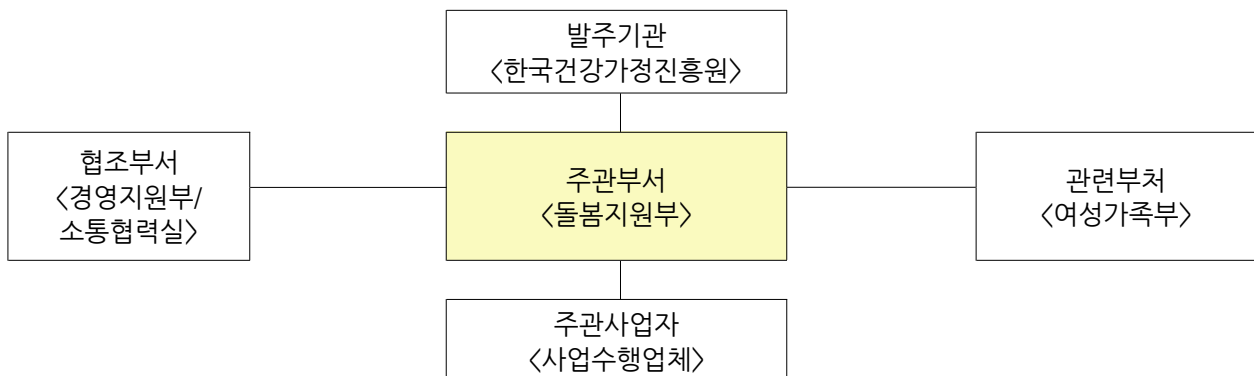 발주기관
<한국건강가정진흥원>
협조부서
<경영지원부/
소통협력실>
주관부서
<돌봄지원부>
관련부처
<여성가족부>
주관사업자
<사업수행업체>